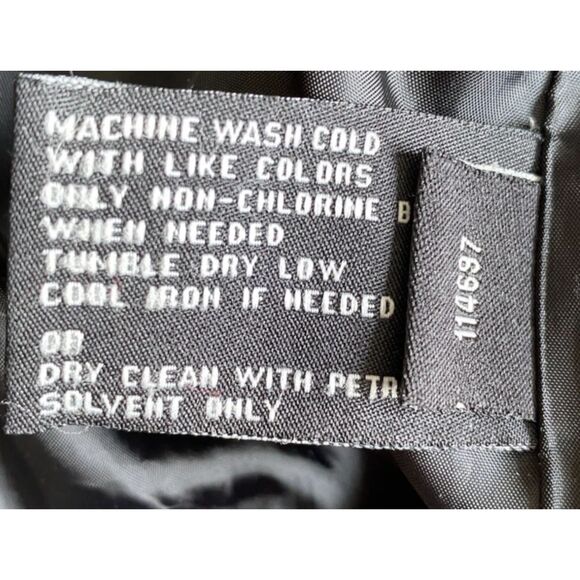 MACHINE WASH COLD
WITH LIKE COLORS
ONLY NON-CHLORINE B
WHEN NEEDED
TUMBLE DRY LOW
COOL IRON IF NEEDED
OR
DRY CLEAN WITH PETR
SOLVENT ONLY
114697